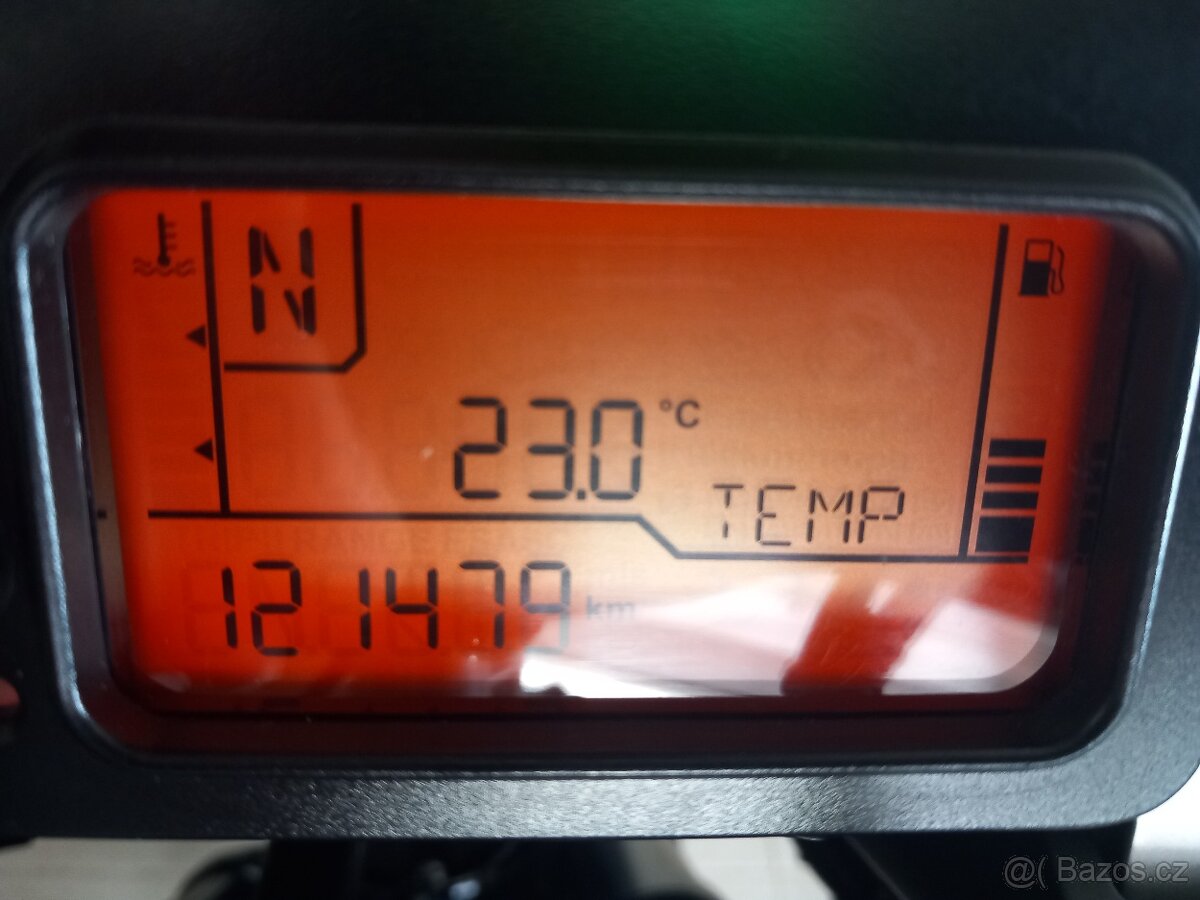 N
23.0 °C
TEMP
121479 km
@( Bazos.cz